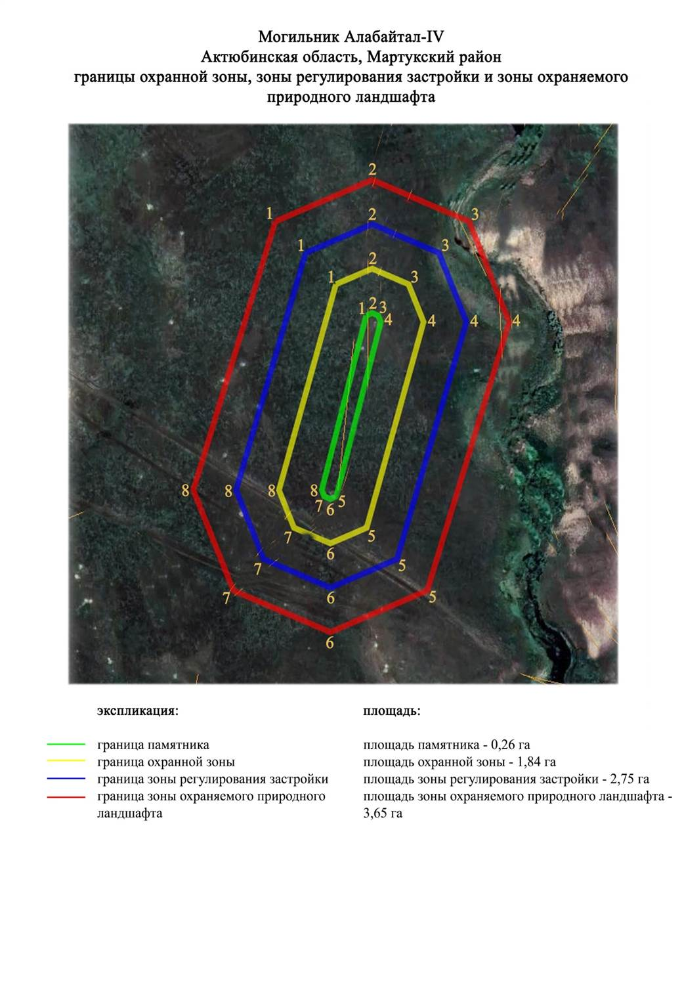 Могильник Алабайтал-IV
Актюбинская область, Мартукский район
границы охранной зоны, зоны регулирования застройки и зоны охраняемого
природного ландшафта
2
1
3
2
1
3
2
1
3
1 2 3
4
4
4
4
8
8
8
8
7 6 5
7
5
6
7
5
6
7
5
6
экспликация:
площадь:
граница памятника
площадь памятника - 0,26 га
граница охранной зоны
площадь охранной зоны - 1,84 га
граница зоны регулирования застройки
площадь зоны регулирования застройки - 2,75 га
граница зоны охраняемого природного
ландшафта
площадь зоны охраняемого природного ландшафта -
3,65 га